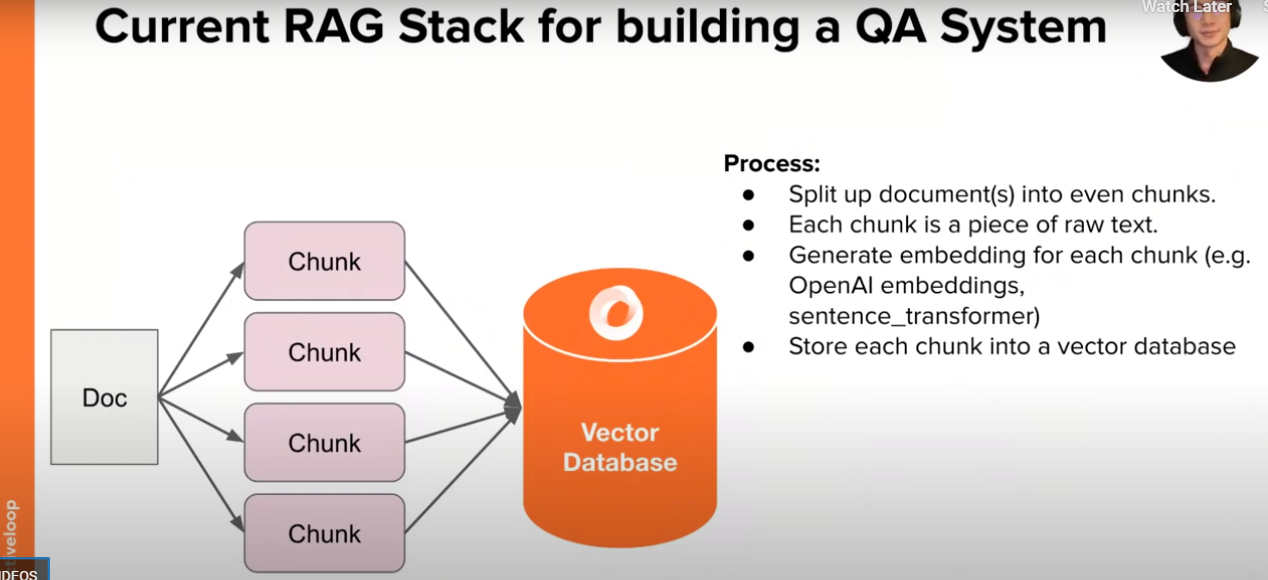 Current RAG Stack for building a QA System
Watch Later
Process:
● Split up document(s) into even chunks.
● Each chunk is a piece of raw text.
● Generate embedding for each chunk (e.g.
OpenAI embeddings,
sentence_transformer)
● Store each chunk into a vector database
Doc
Chunk
Chunk
Chunk
Chunk
Vector
Database
tiveloop
IDEOS